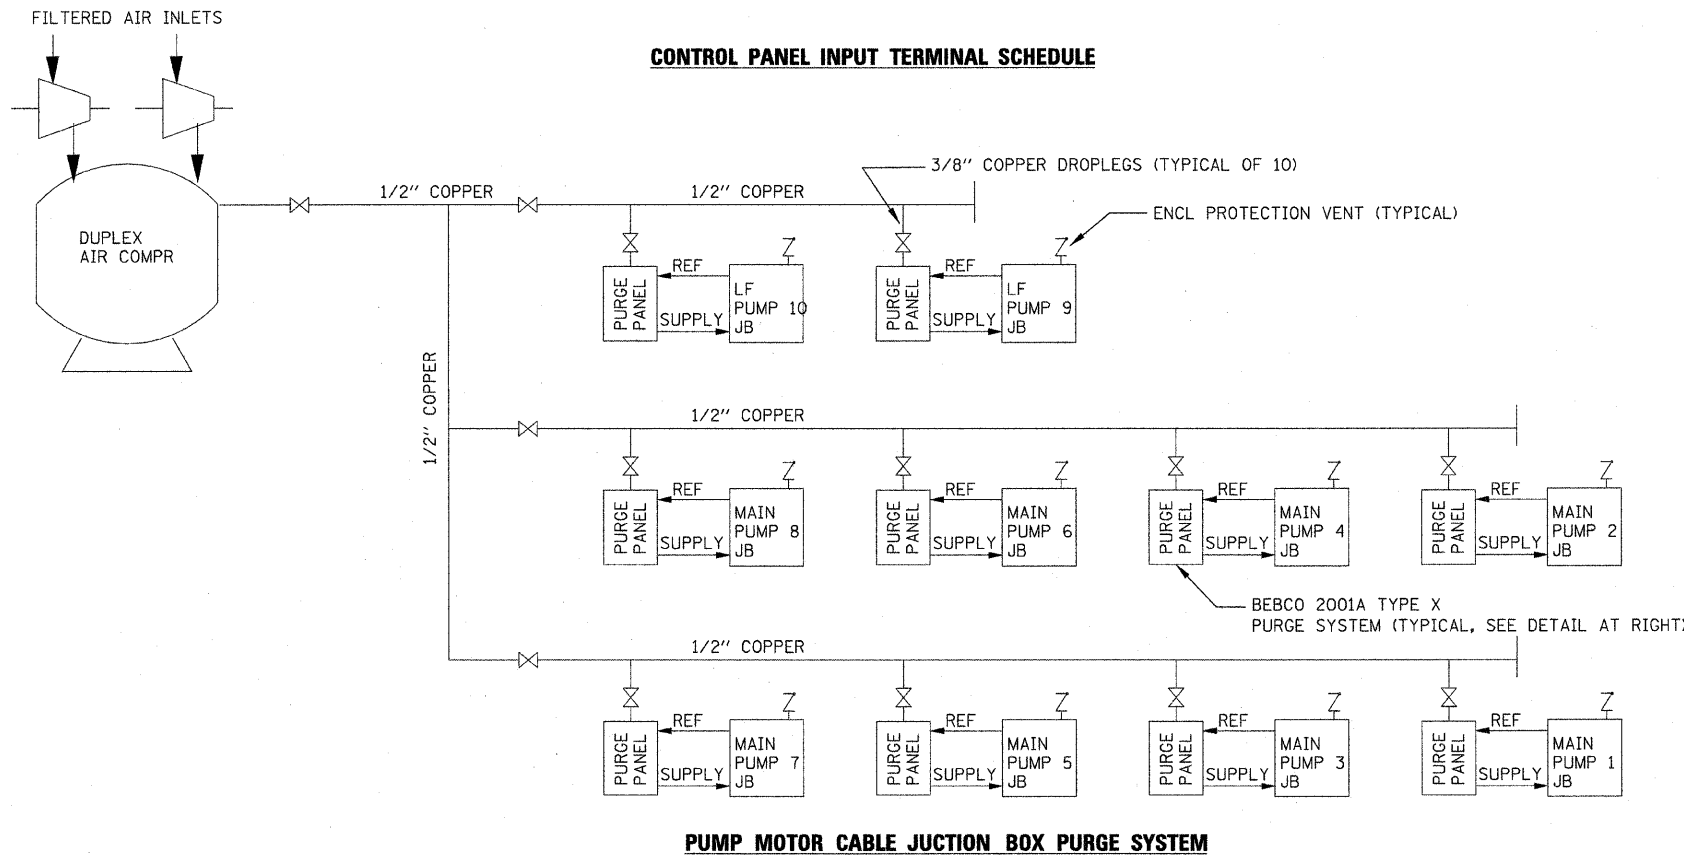 FILTERED AIR INLETS
CONTROL PANEL INPUT TERMINAL SCHEDULE
3/8" COPPER DROPLEGS (TYPICAL OF 10)
1/2" COPPER
1/2" COPPER
ENCL PROTECTION VENT (TYPICAL)
DUPLEX
AIR COMPR
PURGE
PANEL
REF
SUPPLY
LF
PUMP 10
JB
PURGE
PANEL
REF
SUPPLY
LF
PUMP 9
JB
1/2" COPPER
1/2" COPPER
PURGE
PANEL
REF
SUPPLY
MAIN
PUMP 8
JB
PURGE
PANEL
REF
SUPPLY
MAIN
PUMP 6
JB
PURGE
PANEL
REF
SUPPLY
MAIN
PUMP 4
JB
PURGE
PANEL
REF
SUPPLY
MAIN
PUMP 2
JB
BEBCO 2001A TYPE X
PURGE SYSTEM (TYPICAL, SEE DETAIL AT RIGHT)
1/2" COPPER
PURGE
PANEL
REF
SUPPLY
MAIN
PUMP 7
JB
PURGE
PANEL
REF
SUPPLY
MAIN
PUMP 5
JB
PURGE
PANEL
REF
SUPPLY
MAIN
PUMP 3
JB
PURGE
PANEL
REF
SUPPLY
MAIN
PUMP 1
JB
PUMP MOTOR CABLE JUCTION BOX PURGE SYSTEM